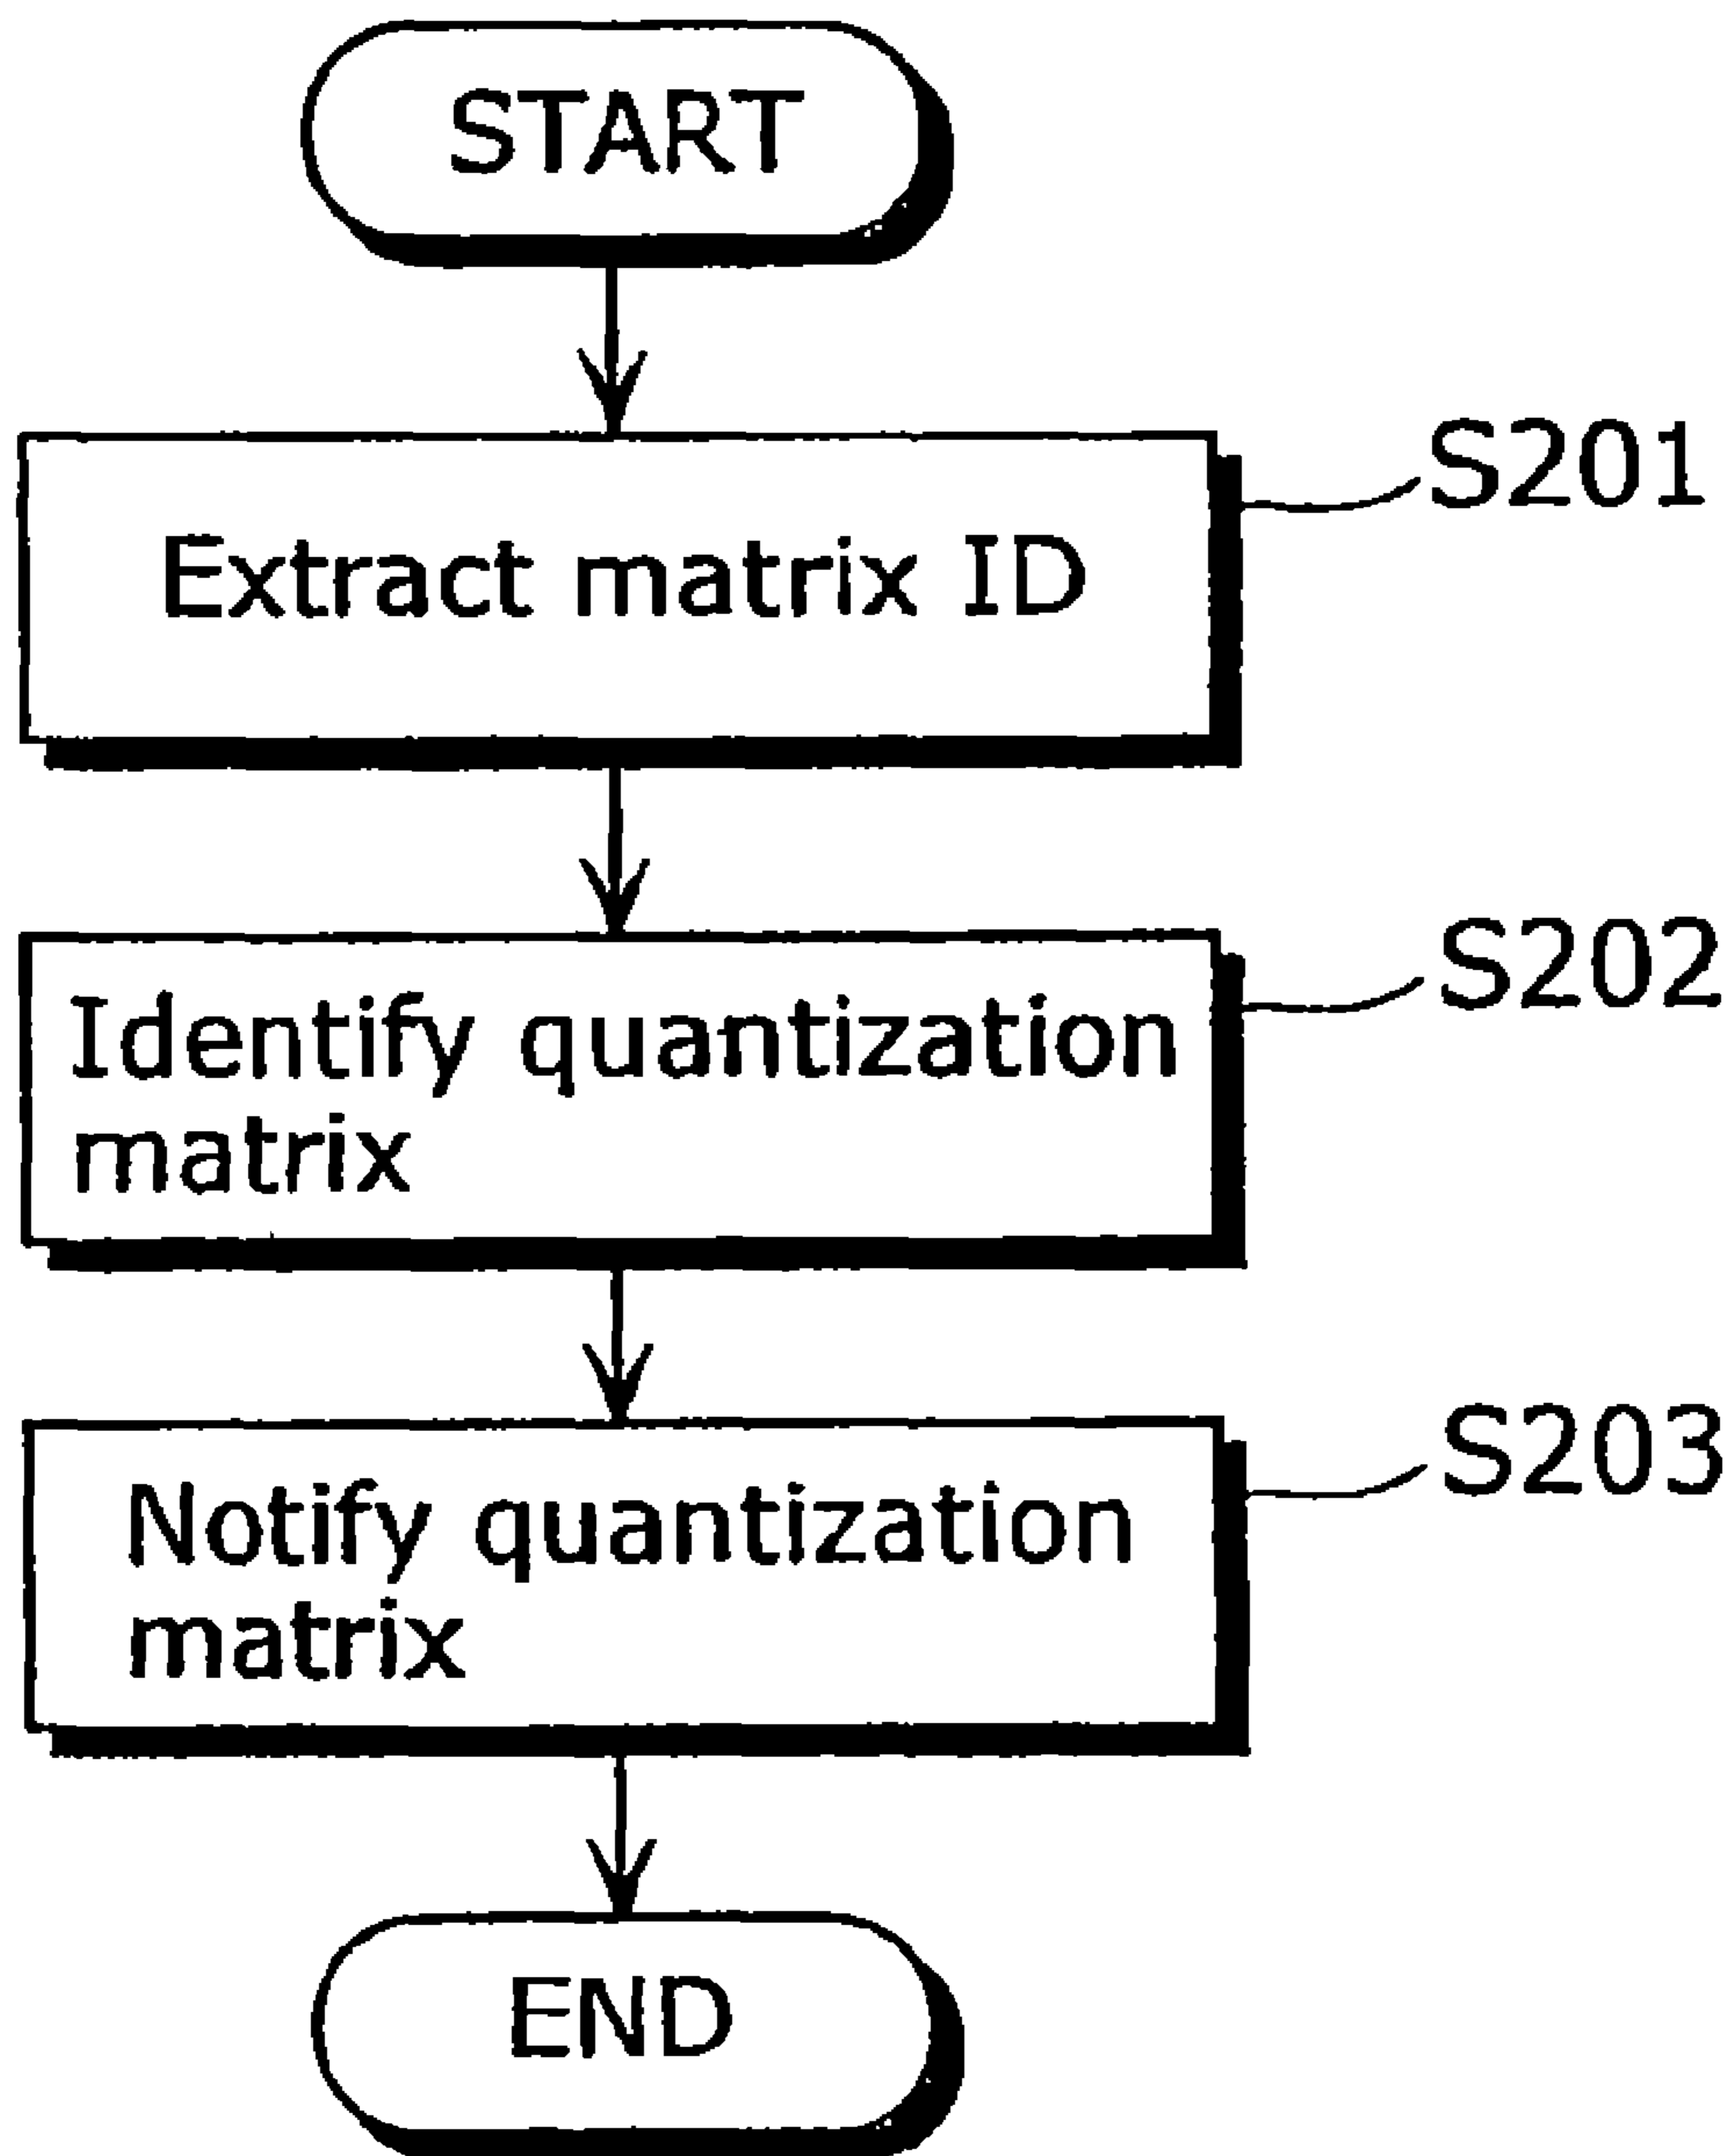 START
S201
Extract matrix ID
S202
Identify quantization
matrix
S203
Notify quantization
matrix
END